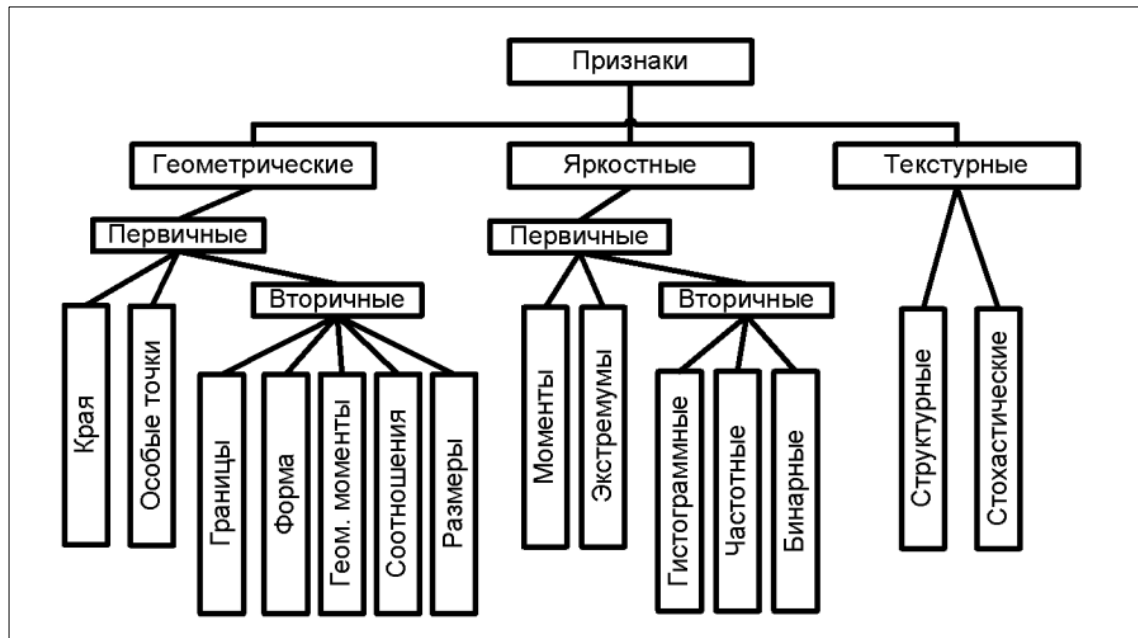 Признаки
Геометрические
Яркостные
Текстурные
Первичные
Первичные
Вторичные
Вторичные
Края
Особые точки
Границы
Форма
Геом. моменты
Соотношения
Размеры
Моменты
Экстремумы
Гистограммные
Частотные
Бинарные
Структурные
Стохастические